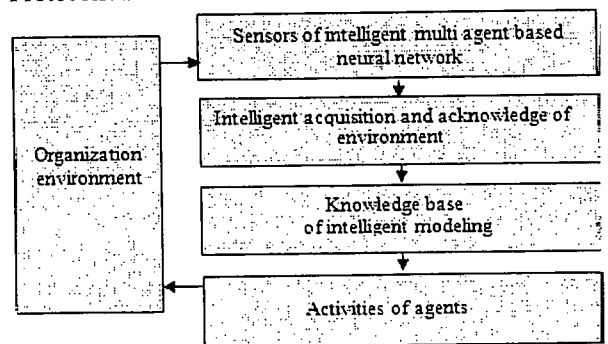 Organization
environment
Sensors of intelligent multi agent based
neural network
Intelligent acquisition and acknowledge of
environment
Knowledge base
of intelligent modeling
Activities of agents